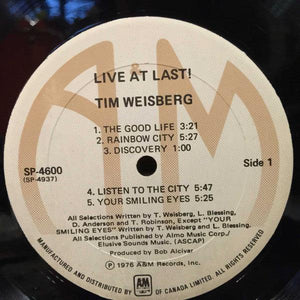 LIVE AT LAST!
TIM WEISBERG
1. THE GOOD LIFE 3:21
2. RAINBOW CITY 5:27
3. DISCOVERY 1:00
SP-4600
(SP-4937)
Side 1
4. LISTEN TO THE CITY 5:47
5. YOUR SMILING EYES 5:25
All Selections Written by T. Weisberg, L. Blessing,
D. Anderson and T. Robinson, Except "YOUR
SMILING EYES" Written by T. Weisberg and L. Blessing.
All Selections Published by Almo Music Corp./
Elusive Sounds Music. (ASCAP)
Produced by Bob Alcivar
℗ 1976 A&M Records, Inc.
A&M
MANUFACTURED AND DISTRIBUTED BY A&M RECORDS OF CANADA LIMITED. ALL RIGHTS RESERVED.